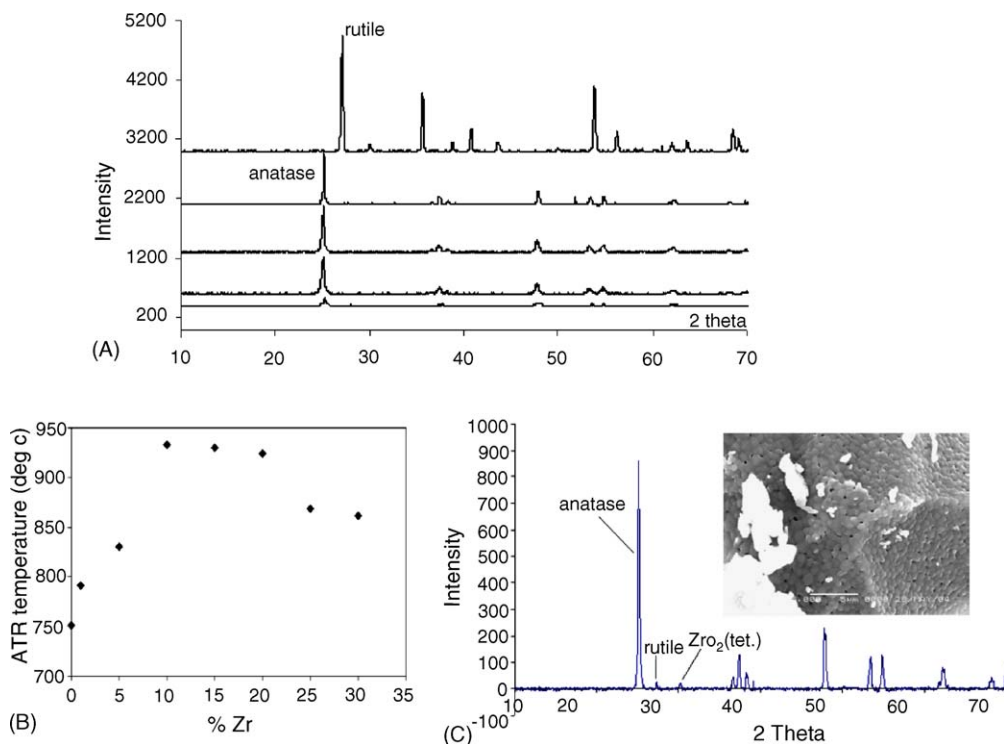 5200
rutile
4200
3200
anatase
Intensity
2200
1200
200
2 theta
(A)
10 20 30 40 50 60 70
950
900
850
800
750
700
ATR temperature (deg c)
0 5 10 15 20 25 30 35
(B)
% Zr
1000
900
800
700
600
500
400
300
200
100
0
-100
Intensity
anatase
rutile
Zro2(tet.)
10 20 30 40 50 60 70
(C)
2 Theta